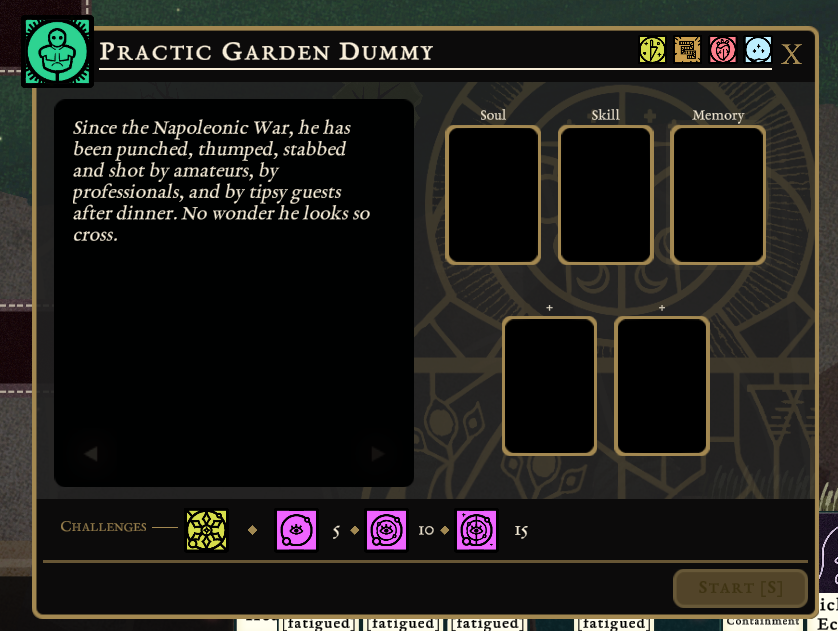 Practic Garden Dummy
X
Since the Napoleonic War, he has
been punched, thumped, stabbed
and shot by amateurs, by
professionals, and by tipsy guests
after dinner. No wonder he looks so
cross.
Soul Skill Memory
+ +
Challenges 5 10 15
Start [S]
[fatigued] [fatigued] [fatigued] [fatigued] Containment